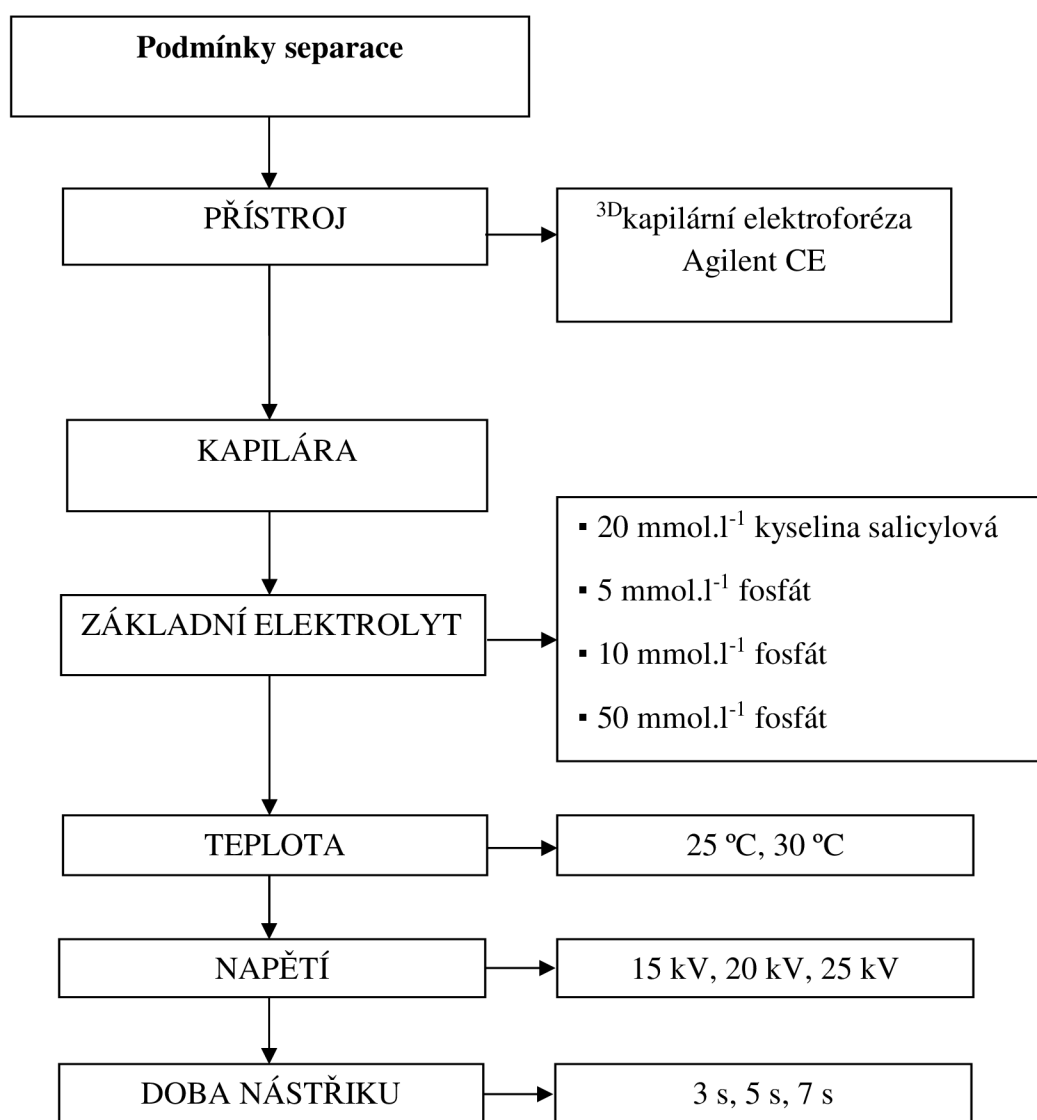 Podmínky separace
PŘÍSTROJ
³ᴰkapilární elektroforéza
Agilent CE
KAPILÁRA
ZÁKLADNÍ ELEKTROLYT
▪ 20 mmol.l⁻¹ kyselina salicylová
▪ 5 mmol.l⁻¹ fosfát
▪ 10 mmol.l⁻¹ fosfát
▪ 50 mmol.l⁻¹ fosfát
TEPLOTA
25 ºC, 30 ºC
NAPĚTÍ
15 kV, 20 kV, 25 kV
DOBA NÁSTŘIKU
3 s, 5 s, 7 s